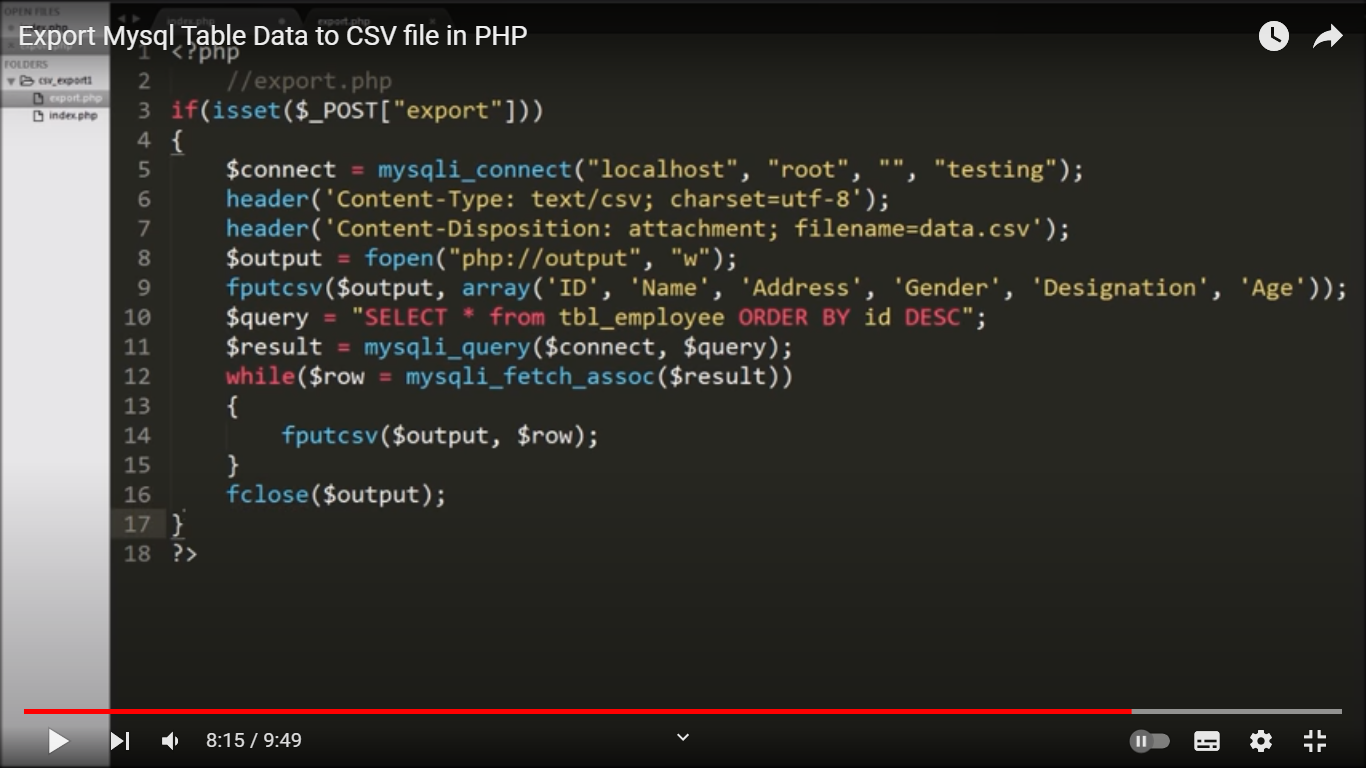 OPEN FILES
index.php
export.php
Export Mysql Table Data to CSV file in PHP
FOLDERS
csv_export1
export.php
index.php
1 <?php
2 //export.php
3 if(isset($_POST["export"]))
4 {
5 $connect = mysqli_connect("localhost", "root", "", "testing");
6 header('Content-Type: text/csv; charset=utf-8');
7 header('Content-Disposition: attachment; filename=data.csv');
8 $output = fopen("php://output", "w");
9 fputcsv($output, array('ID', 'Name', 'Address', 'Gender', 'Designation', 'Age'));
10 $query = "SELECT * from tbl_employee ORDER BY id DESC";
11 $result = mysqli_query($connect, $query);
12 while($row = mysqli_fetch_assoc($result))
13 {
14 fputcsv($output, $row);
15 }
16 fclose($output);
17 }
18 ?>
8:15 / 9:49